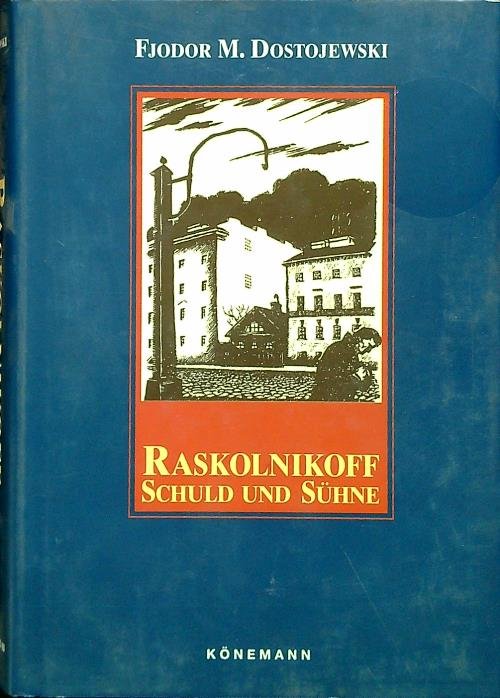 FJODOR M. DOSTOJEWSKI
RASKOLNIKOFF
SCHULD UND SÜHNE
KÖNEMANN